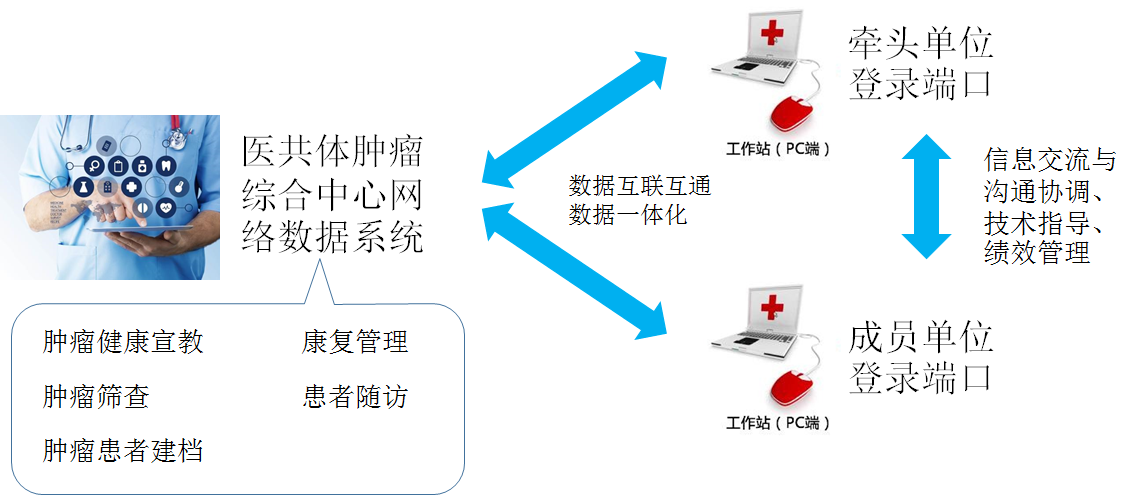 医共体肿瘤
综合中心网
络数据系统
肿瘤健康宣教
康复管理
肿瘤筛查
患者随访
肿瘤患者建档
数据互联互通
数据一体化
牵头单位
登录端口
工作站（PC端）
信息交流与
沟通协调、
技术指导、
绩效管理
成员单位
登录端口
工作站（PC端）